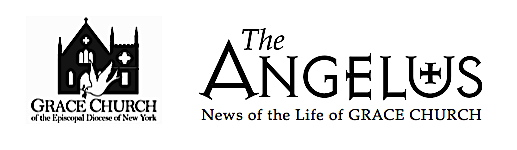 GRACE CHURCH
of the Episcopal Diocese of New York
The
ANGELUS
News of the Life of GRACE CHURCH